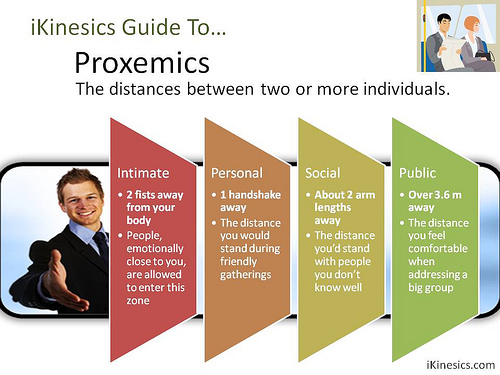 iKinesics Guide To...
Proxemics
The distances between two or more individuals.
Intimate
• 2 fists away
from your
body
• People,
emotionally
close to you,
are allowed
to enter this
zone
Personal
• 1 handshake
away
• The distance
you would
stand during
friendly
gatherings
Social
• About 2 arm
lengths
away
• The distance
you'd stand
with people
you don't
know well
Public
• Over 3.6 m
away
• The distance
you feel
comfortable
when
addressing a
big group
iKinesics.com